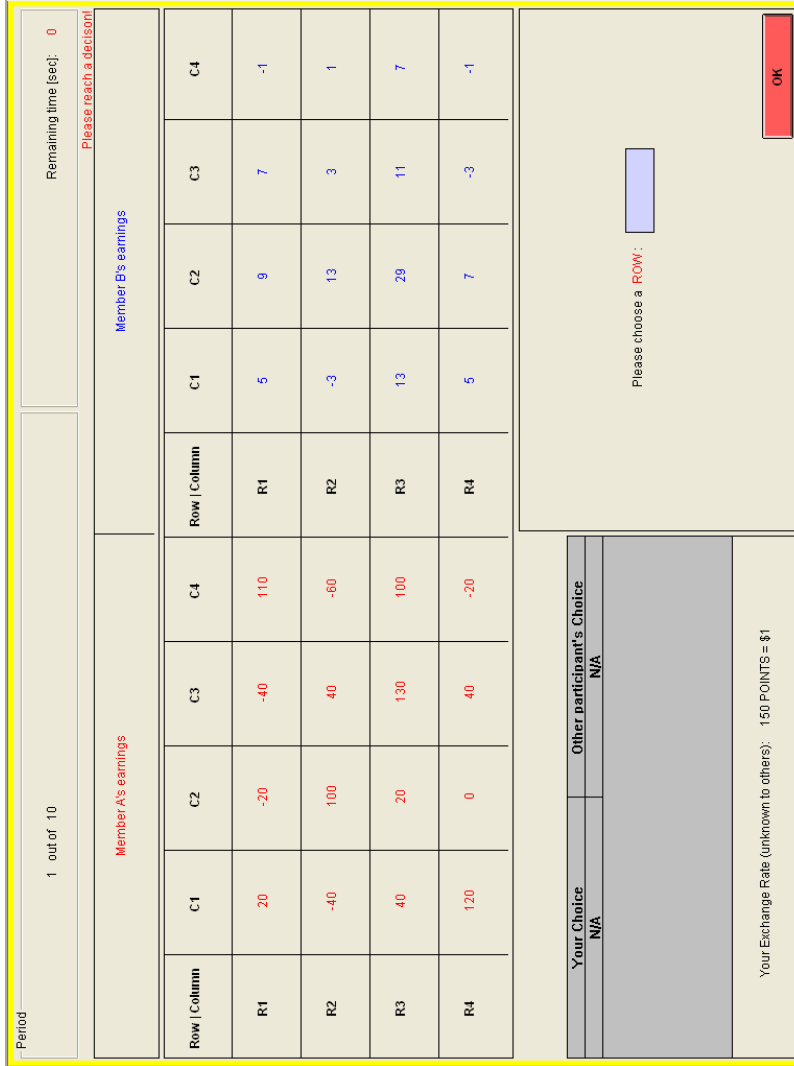 Period
1 out of 10
Remaining time [sec]: 0
Please reach a decison!
Member A's earnings
Member B's earnings
Row | Column C1 C2 C3 C4 Row | Column C1 C2 C3 C4
R1 20 -20 -40 110 R1 5 9 7 -1
R2 -40 100 40 -60 R2 -3 13 3 1
R3 40 20 130 100 R3 13 29 11 7
R4 120 0 40 -20 R4 5 7 -3 -1
Your Choice Other participant's Choice
N/A N/A
Your Exchange Rate (unknown to others): 150 POINTS = $1
Please choose a ROW :
OK